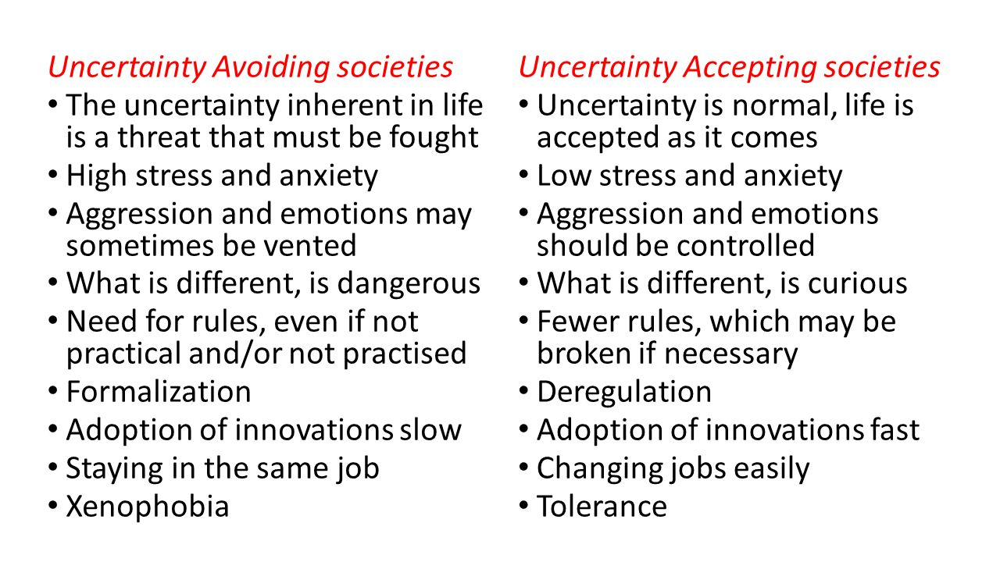 Uncertainty Avoiding societies
• The uncertainty inherent in life
is a threat that must be fought
• High stress and anxiety
• Aggression and emotions may
sometimes be vented
• What is different, is dangerous
• Need for rules, even if not
practical and/or not practised
• Formalization
• Adoption of innovations slow
• Staying in the same job
• Xenophobia
Uncertainty Accepting societies
• Uncertainty is normal, life is
accepted as it comes
• Low stress and anxiety
• Aggression and emotions
should be controlled
• What is different, is curious
• Fewer rules, which may be
broken if necessary
• Deregulation
• Adoption of innovations fast
• Changing jobs easily
• Tolerance